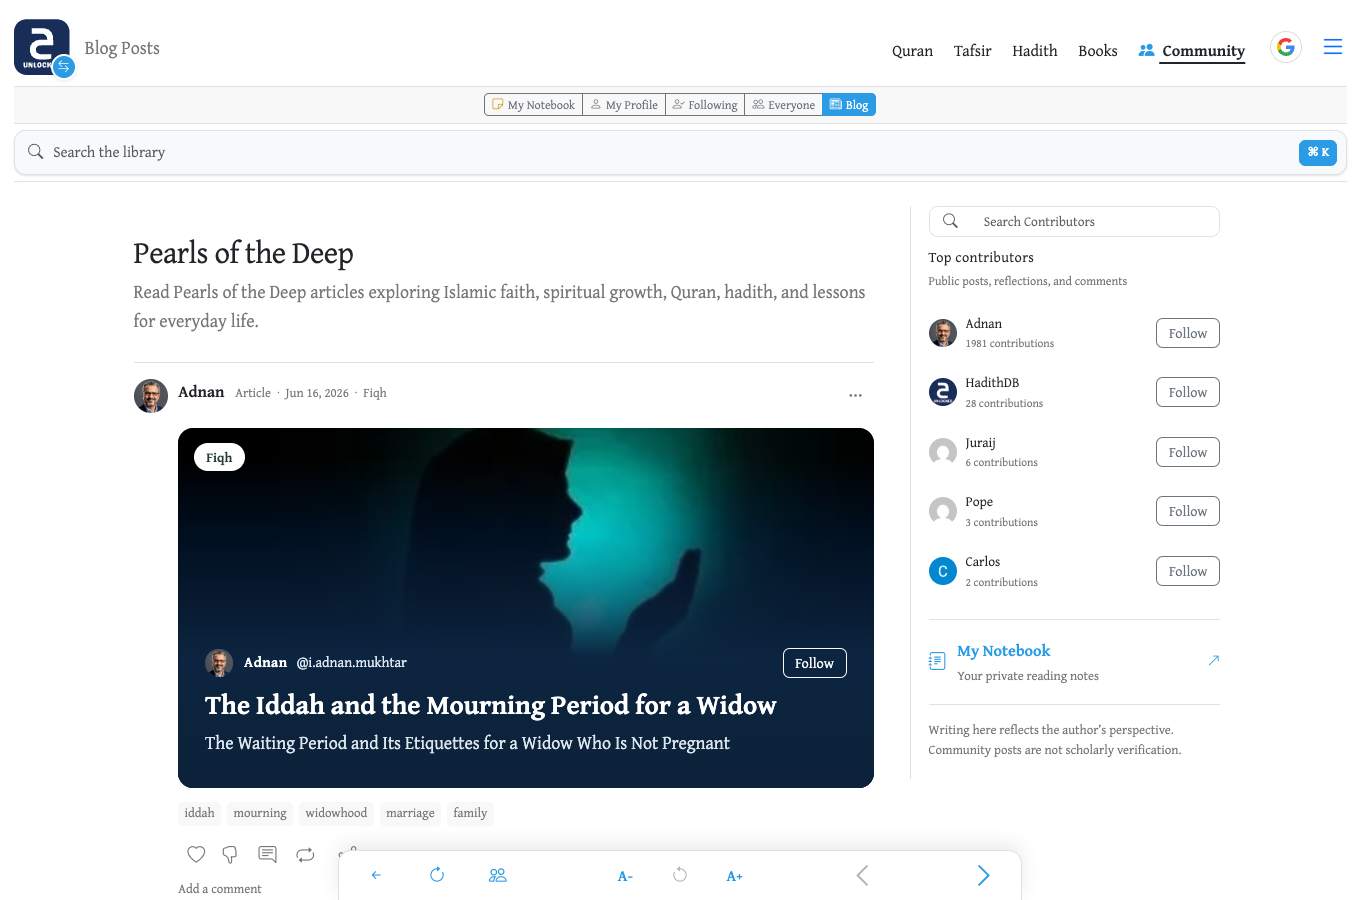 2
UNLOCK
Blog Posts
Quran
Tafsir
Hadith
Books
Community
My Notebook
My Profile
Following
Everyone
Blog
Search the library
⌘ K
Pearls of the Deep
Read Pearls of the Deep articles exploring Islamic faith, spiritual growth, Quran, hadith, and lessons
for everyday life.
Adnan Article · Jun 16, 2026 · Fiqh
Fiqh
Adnan @i.adnan.mukhtar
Follow
The Iddah and the Mourning Period for a Widow
The Waiting Period and Its Etiquettes for a Widow Who Is Not Pregnant
iddah
mourning
widowhood
marriage
family
Add a comment
Search Contributors
Top contributors
Public posts, reflections, and comments
Adnan
1981 contributions
Follow
HadithDB
28 contributions
Follow
Juraij
6 contributions
Follow
Pope
3 contributions
Follow
C
Carlos
2 contributions
Follow
My Notebook
Your private reading notes
Writing here reflects the author's perspective.
Community posts are not scholarly verification.
A-
A+